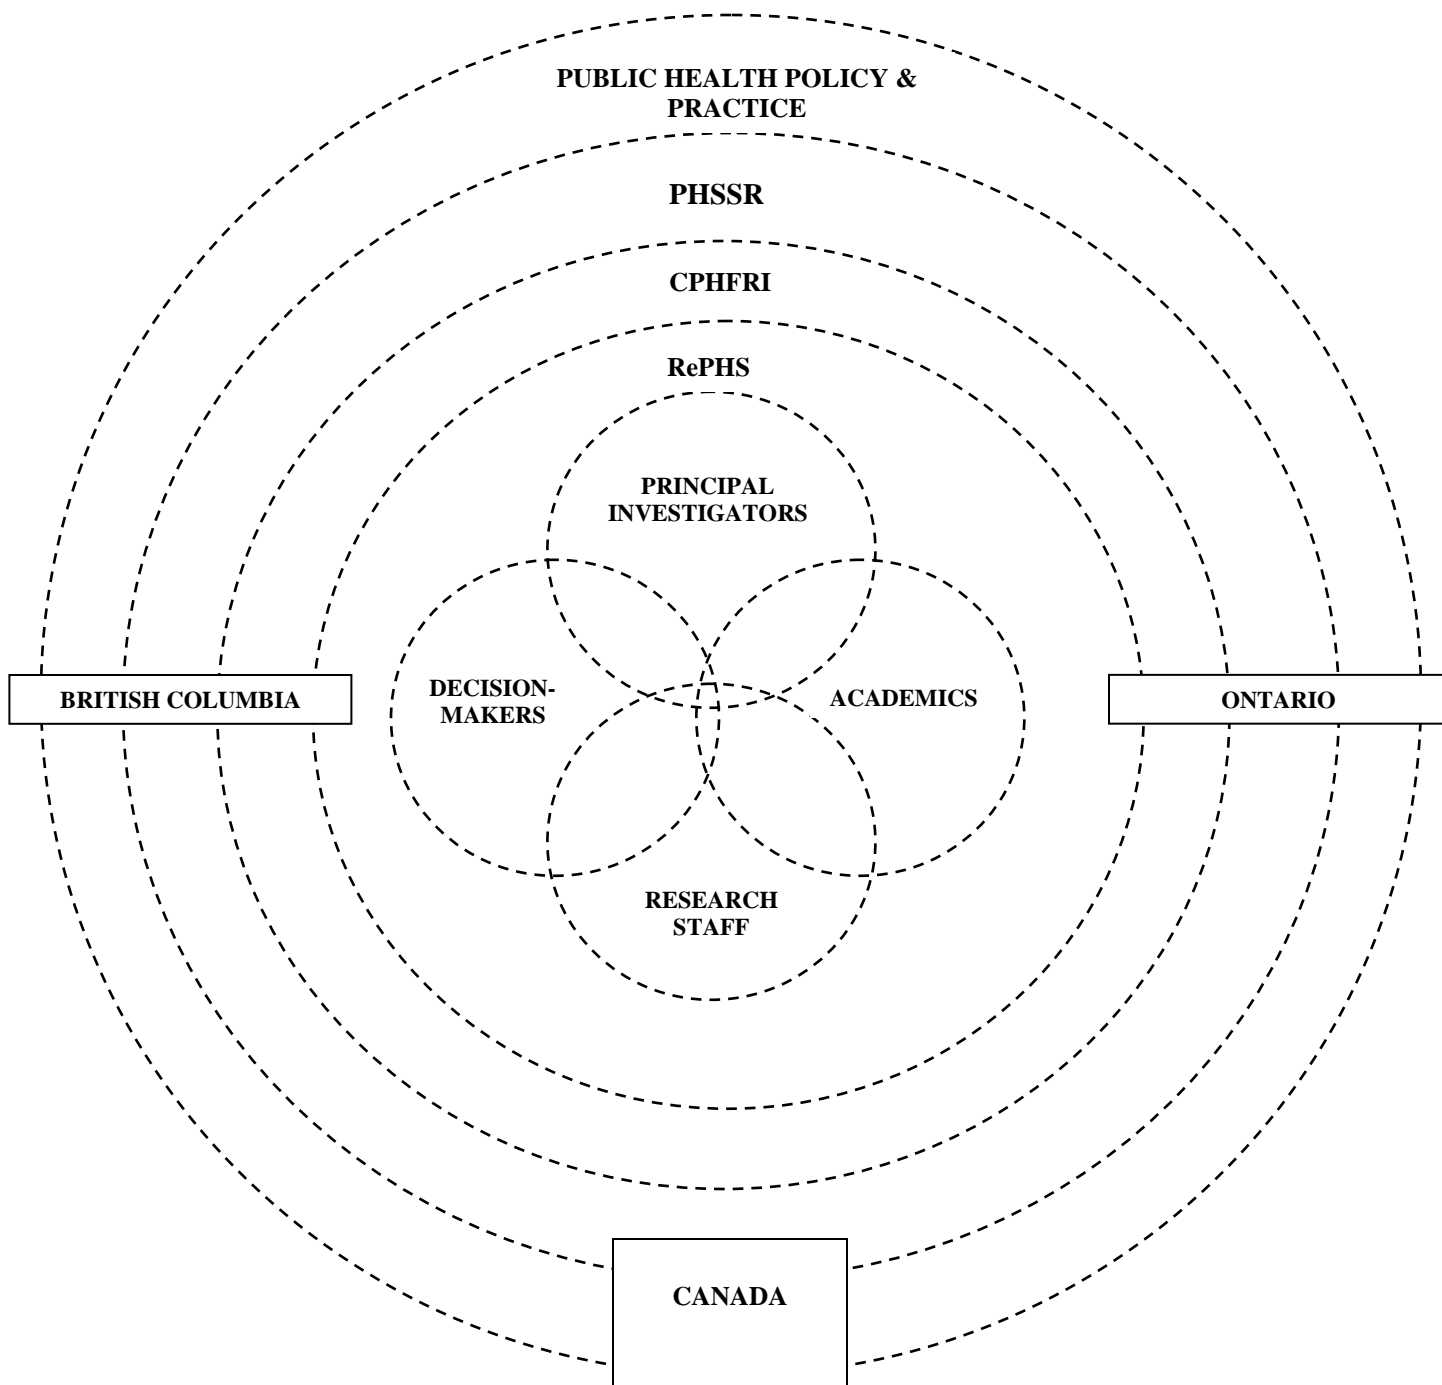 PUBLIC HEALTH POLICY &
PRACTICE
PHSSR
CPHFRI
RePHS
PRINCIPAL
INVESTIGATORS
DECISION-
MAKERS
ACADEMICS
BRITISH COLUMBIA
ONTARIO
RESEARCH
STAFF
CANADA